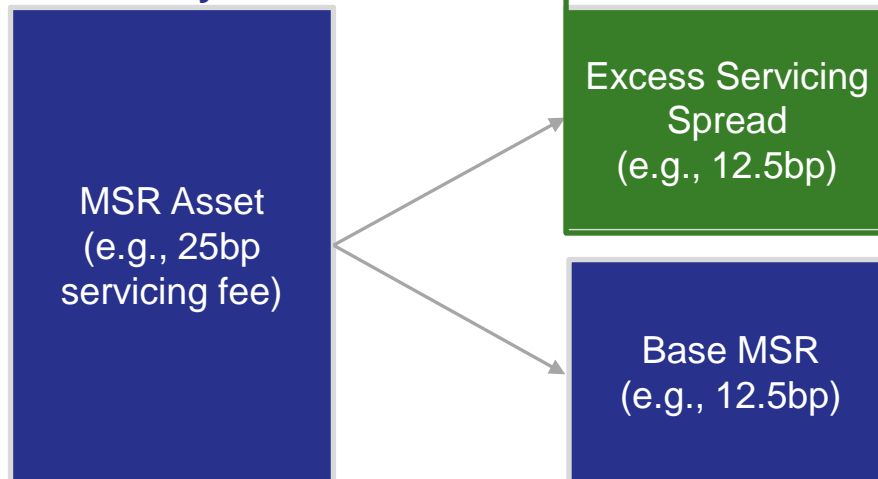 MSR Asset
(e.g., 25bp
servicing fee)
Excess Servicing
Spread
(e.g., 12.5bp)
Base MSR
(e.g., 12.5bp)